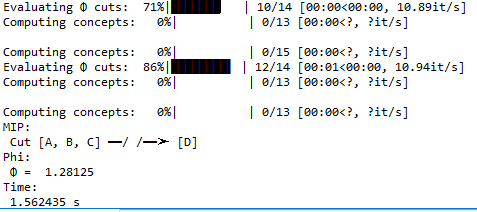 Evaluating Φ cuts:  71%|███████   | 10/14 [00:00<00:00, 10.89it/s]
Computing concepts:   0%|          | 0/13 [00:00<?, ?it/s]
Computing concepts:   0%|          | 0/15 [00:00<?, ?it/s]
Evaluating Φ cuts:  86%|████████▌ | 12/14 [00:01<00:00, 10.94it/s]
Computing concepts:   0%|          | 0/13 [00:00<?, ?it/s]
Computing concepts:   0%|          | 0/13 [00:00<?, ?it/s]
MIP:
Cut [A, B, C] ━━/ /━━➤ [D]
Phi:
Φ =  1.28125
Time:
1.562435 s